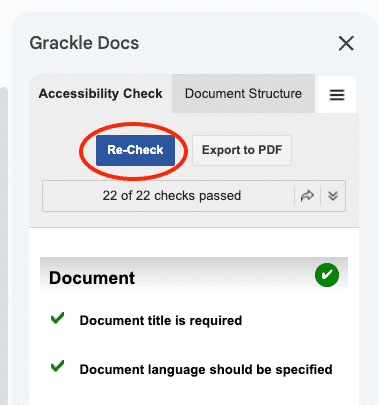 Grackle Docs
Accessibility Check
Document Structure
Re-Check
Export to PDF
22 of 22 checks passed
Document
Document title is required
Document language should be specified